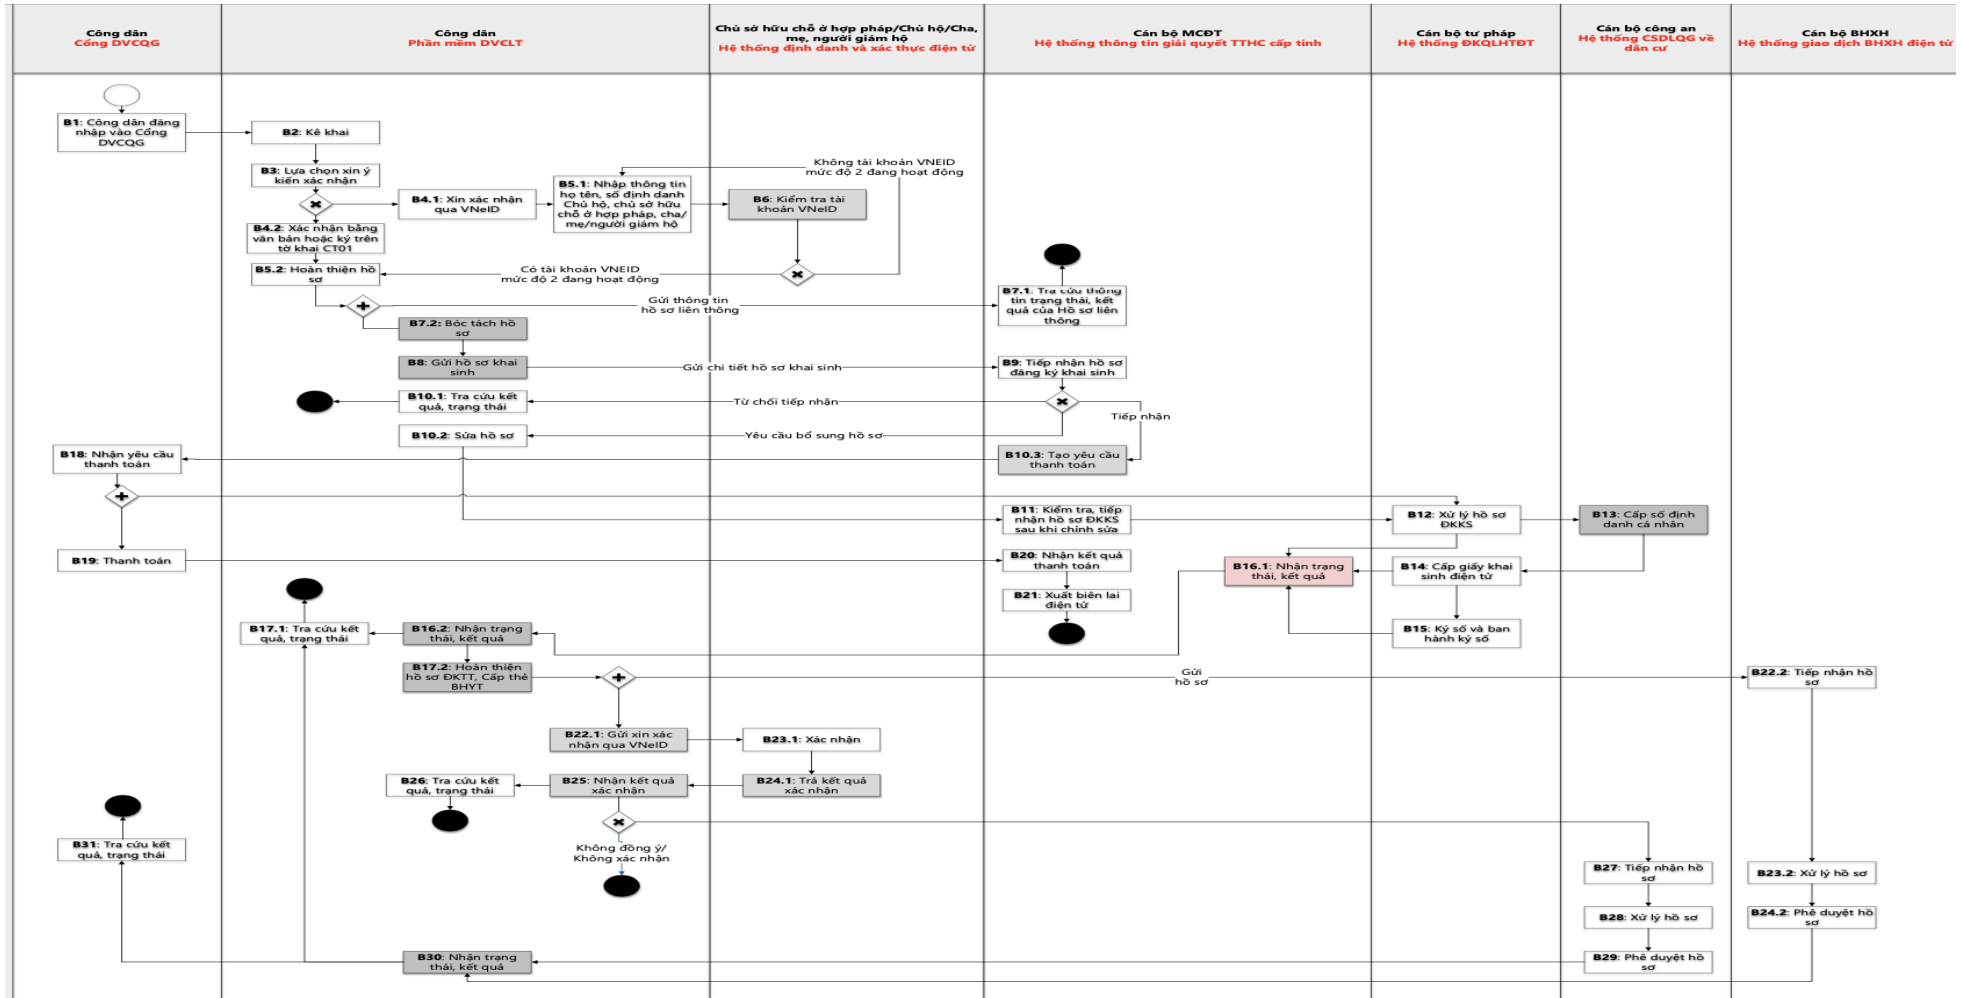 Công dân
Cổng DVCQG
Công dân
Phần mềm DVCLT
Chủ sở hữu chỗ ở hợp pháp/Chủ hộ/Cha,
mẹ, người giám hộ
Hệ thống định danh và xác thực điện tử
Cán bộ MCĐT
Hệ thống thông tin giải quyết TTHC cấp tỉnh
Cán bộ tư pháp
Hệ thống ĐKQLHTĐT
Cán bộ công an
Hệ thống CSDLQG về
dân cư
Cán bộ BHXH
Hệ thống giao dịch BHXH điện tử
B1: Công dân đăng
nhập vào Cổng
DVCQG
B2: Kê khai
B3: Lựa chọn xin ý
kiến xác nhận
B4.1: Xin xác nhận
qua VNeID
B5.1: Nhập thông tin
họ tên, số định danh
Chủ hộ, chủ sở hữu
chỗ ở hợp pháp, cha/
mẹ/người giám hộ
Không tài khoản VNEID
mức độ 2 đang hoạt động
B6: Kiểm tra tài
khoản VNeID
B4.2: Xác nhận bằng
văn bản hoặc ký trên
tờ khai CT01
B5.2: Hoàn thiện hồ
sơ
Có tài khoản VNEID
mức độ 2 đang hoạt động
Gửi thông tin
hồ sơ liên thông
B7.1: Tra cứu thông
tin trạng thái, kết
quả của Hồ sơ liên
thông
B7.2: Bóc tách hồ
sơ
B8: Gửi hồ sơ khai
sinh
Gửi chi tiết hồ sơ khai sinh
B9: Tiếp nhận hồ sơ
đăng ký khai sinh
B10.1: Tra cứu kết
quả, trạng thái
Từ chối tiếp nhận
Tiếp nhận
B10.2: Sửa hồ sơ
Yêu cầu bổ sung hồ sơ
B18: Nhận yêu cầu
thanh toán
B10.3: Tạo yêu cầu
thanh toán
B11: Kiểm tra, tiếp
nhận hồ sơ ĐKKS
sau khi chỉnh sửa
B12: Xử lý hồ sơ
ĐKKS
B13: Cấp số định
danh cá nhân
B19: Thanh toán
B20: Nhận kết quả
thanh toán
B16.1: Nhận trạng
thái, kết quả
B14: Cấp giấy khai
sinh điện tử
B21: Xuất biên lai
điện tử
B17.1: Tra cứu kết
quả, trạng thái
B16.2: Nhận trạng
thái, kết quả
B15: Ký số và ban
hành ký số
B17.2: Hoàn thiện
hồ sơ ĐKTT, Cấp thẻ
BHYT
Gửi
hồ sơ
B22.2: Tiếp nhận hồ
sơ
B22.1: Gửi xin xác
nhận qua VNeID
B23.1: Xác nhận
B26: Tra cứu kết
quả, trạng thái
B25: Nhận kết quả
xác nhận
B24.1: Trả kết quả
xác nhận
B31: Tra cứu kết
quả, trạng thái
Không đồng ý/
Không xác nhận
B27: Tiếp nhận hồ
sơ
B23.2: Xử lý hồ sơ
B28: Xử lý hồ sơ
B24.2: Phê duyệt hồ
sơ
B30: Nhận trạng
thái, kết quả
B29: Phê duyệt hồ
sơ